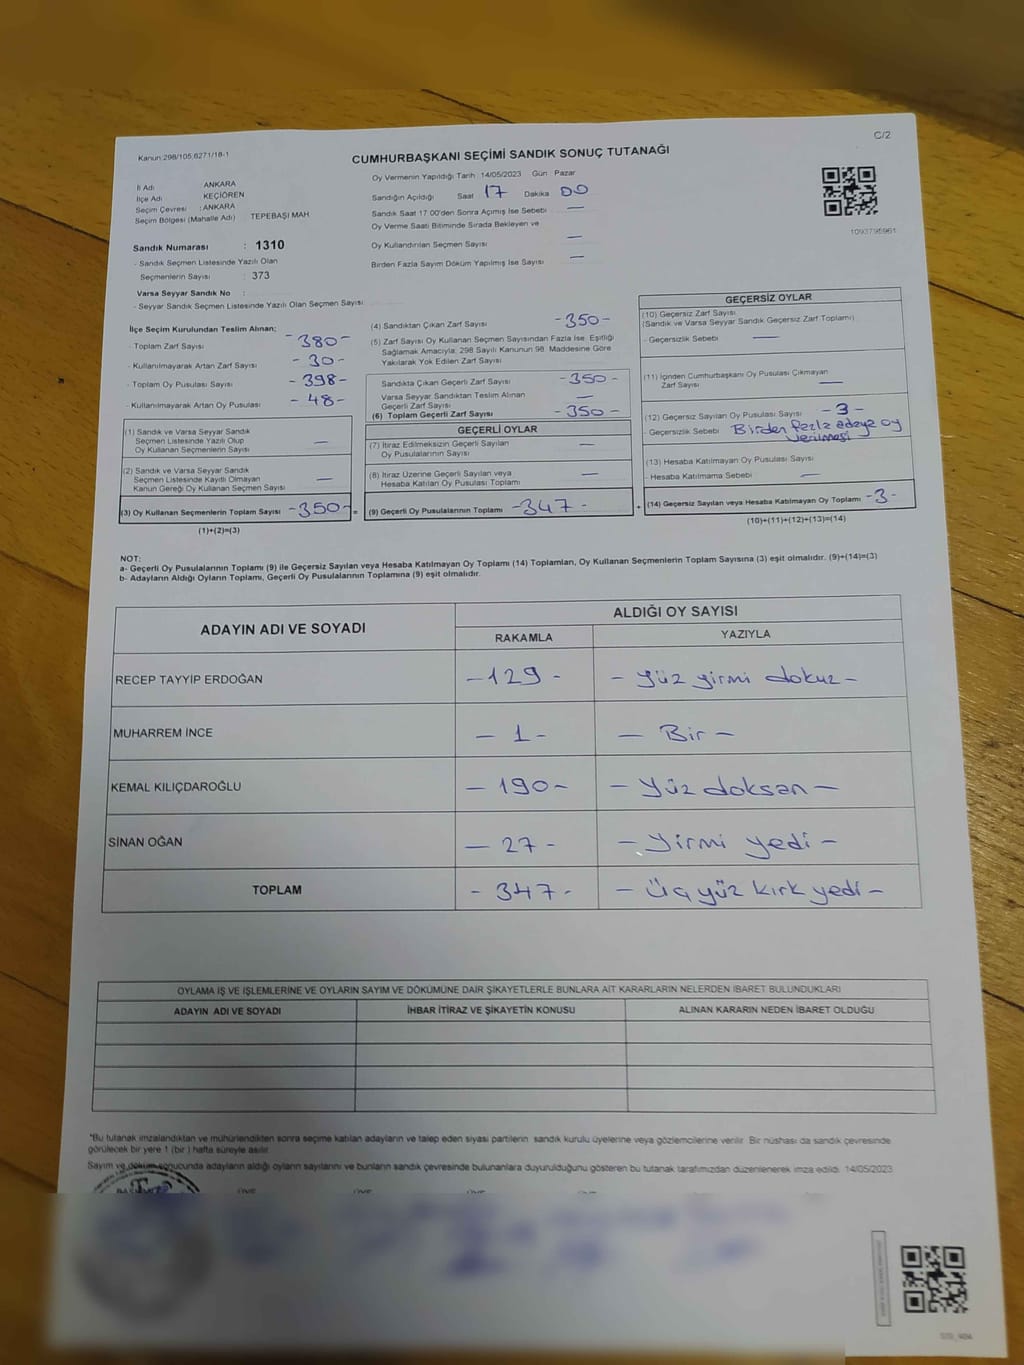 C/2
Kanun:298/105;6271/18-1
CUMHURBAŞKANI SEÇİMİ SANDIK SONUÇ TUTANAĞI
İl Adı ANKARA
İlçe Adı KEÇİÖREN
Seçim Çevresi : ANKARA
Seçim Bölgesi (Mahalle Adı) TEPEBAŞI MAH
Sandık Numarası : 1310
- Sandık Seçmen Listesinde Yazılı Olan
Seçmenlerin Sayısı : 373
Varsa Seyyar Sandık No :
- Seyyar Sandık Seçmen Listesinde Yazılı Olan Seçmen Sayısı
Oy Vermenin Yapıldığı Tarih :14/05/2023 Gün Pazar
Sandığın Açıldığı Saat 17 Dakika 00
Sandık Saat 17.00'den Sonra Açımış İse Sebebi —
Oy Verme Saati Bitiminde Sırada Bekleyen ve
Oy Kullandırılan Seçmen Sayısı —
Birden Fazla Sayım Döküm Yapılmış İse Sayısı —
1093795961
İlçe Seçim Kurulundan Teslim Alınan;
- Toplam Zarf Sayısı -380-
- Kullanılmayarak Artan Zarf Sayısı -30-
- Toplam Oy Pusulası Sayısı -398-
- Kullanılmayarak Artan Oy Pusulası -48-
(1) Sandık ve Varsa Seyyar Sandık
Seçmen Listesinde Yazılı Olup
Oy Kullanan Seçmenlerin Sayısı —
(2) Sandık ve Varsa Seyyar Sandık
Seçmen Listesinde Kayıtlı Olmayan
Kanun Gereği Oy Kullanan Seçmen Sayısı —
(3) Oy Kullanan Seçmenlerin Toplam Sayısı -350- =
(1)+(2)=(3)
(4) Sandıktan Çıkan Zarf Sayısı -350-
(5) Zarf Sayısı Oy Kullanan Seçmen Sayısından Fazla İse, Eşitliği
Sağlamak Amacıyla; 298 Sayılı Kanunun 98. Maddesine Göre
Yakılarak Yok Edilen Zarf Sayısı
Sandıkta Çıkan Geçerli Zarf Sayısı -350-
Varsa Seyyar Sandıktan Teslim Alınan
Geçerli Zarf Sayısı —
(6) Toplam Geçerli Zarf Sayısı -350-
GEÇERLİ OYLAR
(7) İtiraz Edilmeksizin Geçerli Sayılan
Oy Pusulalarının Sayısı —
(8) İtiraz Üzerine Geçerli Sayılan veya
Hesaba Katılan Oy Pusulası Toplamı —
(9) Geçerli Oy Pusulalarının Toplamı -347- +
GEÇERSİZ OYLAR
(10) Geçersiz Zarf Sayısı
(Sandık ve Varsa Seyyar Sandık Geçersiz Zarf Toplamı)
- Geçersizlik Sebebi —
(11) İçinden Cumhurbaşkanı Oy Pusulası Çıkmayan
Zarf Sayısı —
(12) Geçersiz Sayılan Oy Pusulası Sayısı -3-
- Geçersizlik Sebebi Birden fazla adaya oy
verilmesi
(13) Hesaba Katılmayan Oy Pusulası Sayısı
- Hesaba Katılmama Sebebi —
(14) Geçersiz Sayılan veya Hesaba Katılmayan Oy Toplamı -3-
(10)+(11)+(12)+(13)=(14)
NOT:
a- Geçerli Oy Pusulalarının Toplamı (9) ile Geçersiz Sayılan veya Hesaba Katılmayan Oy Toplamı (14) Toplamları, Oy Kullanan Seçmenlerin Toplam Sayısına (3) eşit olmalıdır. (9)+(14)=(3)
b- Adayların Aldığı Oyların Toplamı, Geçerli Oy Pusulalarının Toplamına (9) eşit olmalıdır.
ADAYIN ADI VE SOYADI ALDIĞI OY SAYISI
RAKAMLA YAZIYLA
RECEP TAYYİP ERDOĞAN -129- - yüz yirmi dokuz -
MUHARREM İNCE - 1 - - Bir -
KEMAL KILIÇDAROĞLU - 190 - - Yüz doksan -
SİNAN OĞAN - 27 - - Yirmi yedi -
TOPLAM - 347 - - Üç yüz kırk yedi -
OYLAMA İŞ VE İŞLEMLERİNE VE OYLARIN SAYIM VE DÖKÜMÜNE DAİR ŞİKAYETLERLE BUNLARA AİT KARARLARIN NELERDEN İBARET BULUNDUKLARI
ADAYIN ADI VE SOYADI İHBAR İTİRAZ VE ŞİKAYETİN KONUSU ALINAN KARARIN NEDEN İBARET OLDUĞU
*Bu tutanak imzalandıktan ve mühürlendikten sonra seçime katılan adayların ve talep eden siyasi partilerin sandık kurulu üyelerine veya gözlemcilerine verilir. Bir nüshası da sandık çevresinde
görülecek bir yere 1 (bir ) hafta süreyle asılır.
Sayım ve döküm sonucunda adayların aldığı oyların sayılarını ve bunların sandık çevresinde bulunanlara duyurulduğunu gösteren bu tutanak tarafımızdan düzenlenerek imza edildi. 14/05/2023